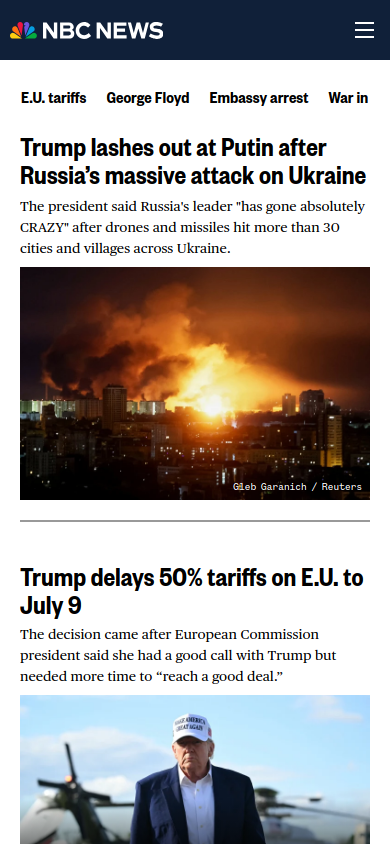 NBC NEWS
E.U. tariffs George Floyd Embassy arrest War in
Trump lashes out at Putin after
Russia’s massive attack on Ukraine
The president said Russia's leader "has gone absolutely
CRAZY" after drones and missiles hit more than 30
cities and villages across Ukraine.
Gleb Garanich / Reuters
Trump delays 50% tariffs on E.U. to
July 9
The decision came after European Commission
president said she had a good call with Trump but
needed more time to “reach a good deal.”
MAKE AMERICA
GREAT AGAIN